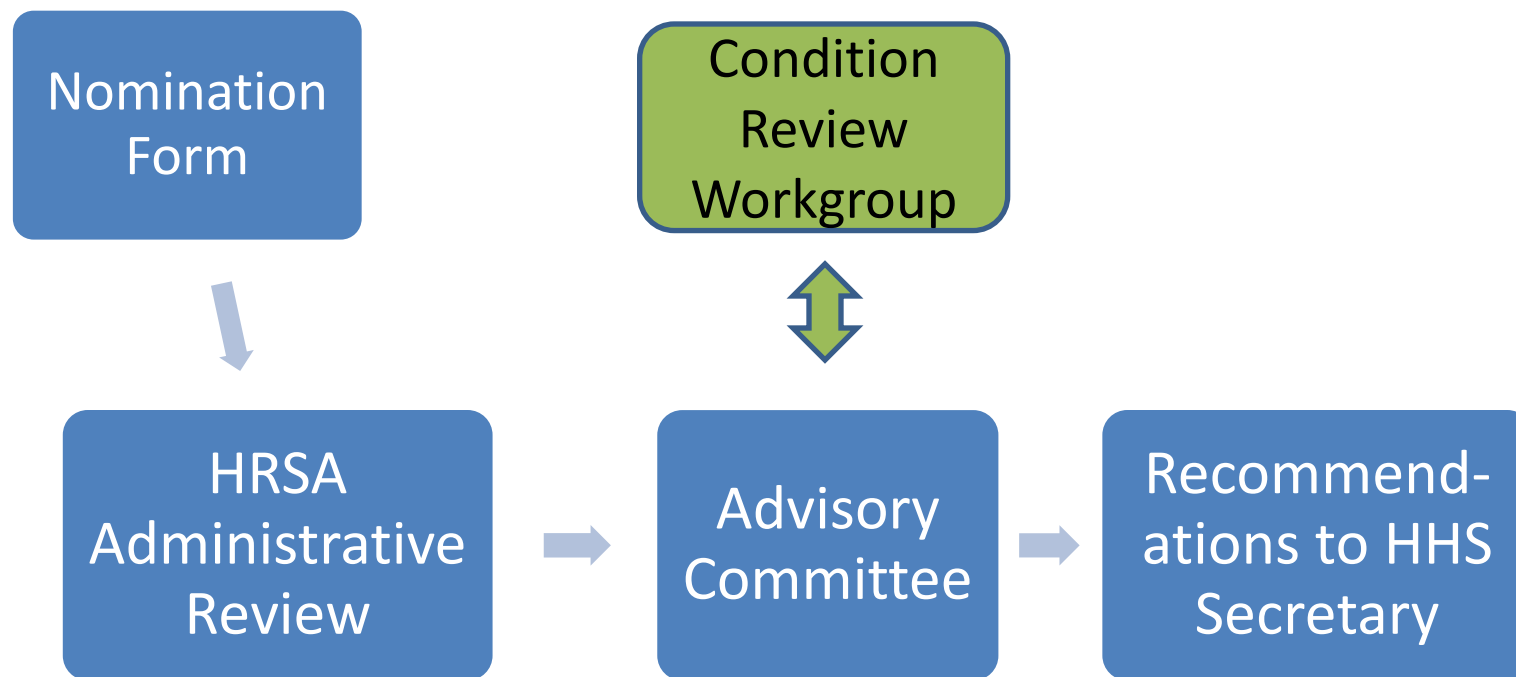 Nomination
Form
Condition
Review
Workgroup
HRSA
Administrative
Review
Advisory
Committee
Recommend-
ations to HHS
Secretary